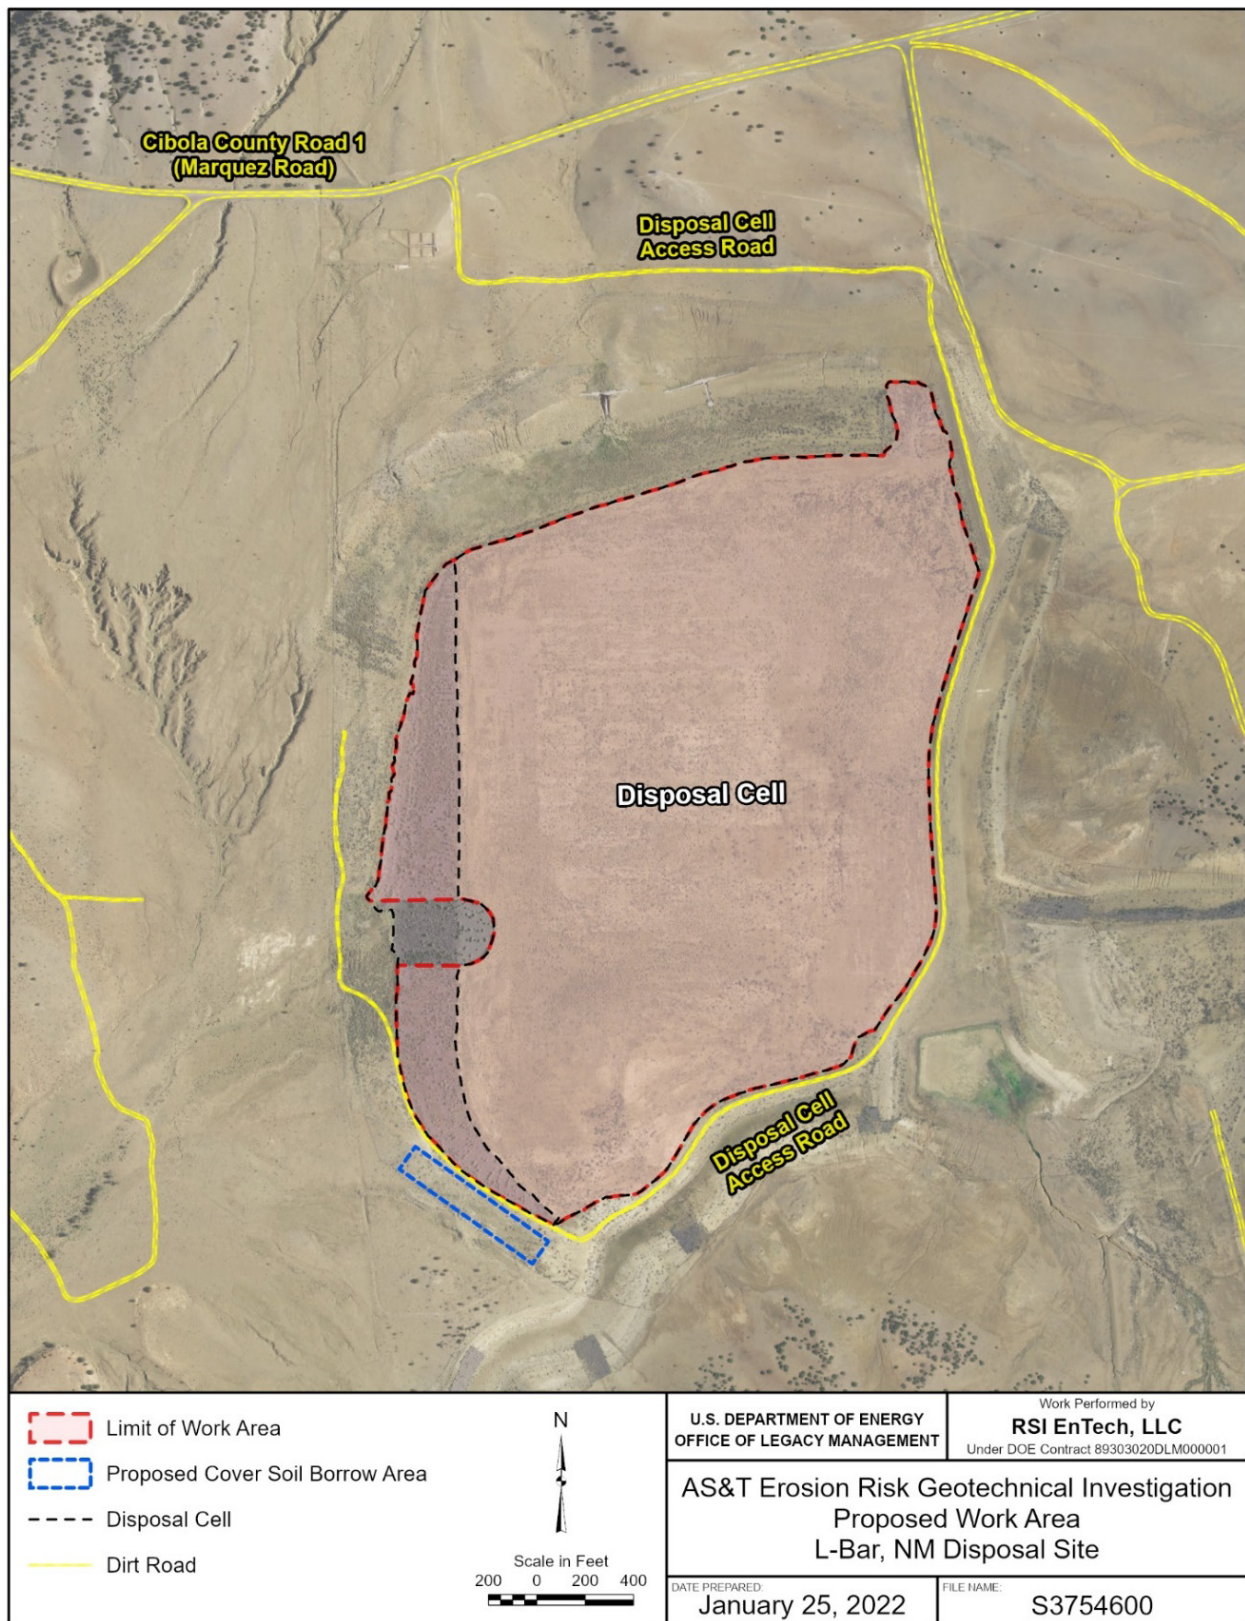 Cibola County Road 1
(Marquez Road)
Disposal Cell
Access Road
Disposal Cell
Disposal Cell
Access Road
Limit of Work Area
Proposed Cover Soil Borrow Area
Disposal Cell
Dirt Road
N
Scale in Feet
200 0 200 400
U.S. DEPARTMENT OF ENERGY
OFFICE OF LEGACY MANAGEMENT
Work Performed by
RSI EnTech, LLC
Under DOE Contract 89303020DLM000001
AS&T Erosion Risk Geotechnical Investigation
Proposed Work Area
L-Bar, NM Disposal Site
DATE PREPARED:
January 25, 2022
FILE NAME:
S3754600